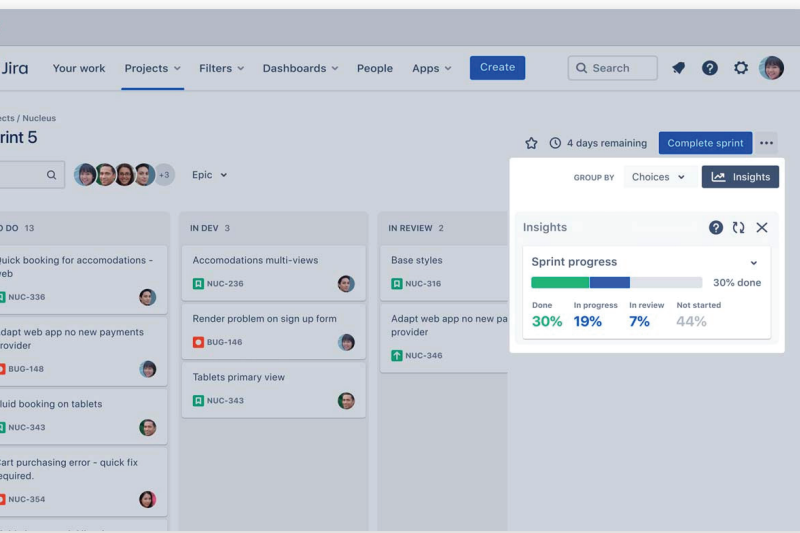 Jira Your work Projects Filters Dashboards People Apps Create Search
ects / Nucleus
rint 5
4 days remaining Complete sprint
+3 Epic
GROUP BY Choices Insights
O DO 13
Quick booking for accomodations -
web
NUC-336
dapt web app no new payments
rovider
BUG-148
luid booking on tablets
NUC-343
art purchasing error - quick fix
equired.
NUC-354
IN DEV 3
Accomodations multi-views
NUC-236
Render problem on sign up form
BUG-146
Tablets primary view
NUC-343
IN REVIEW 2
Base styles
NUC-316
Adapt web app no new pa
provider
NUC-346
Insights
Sprint progress
30% done
Done In progress In review Not started
30% 19% 7% 44%